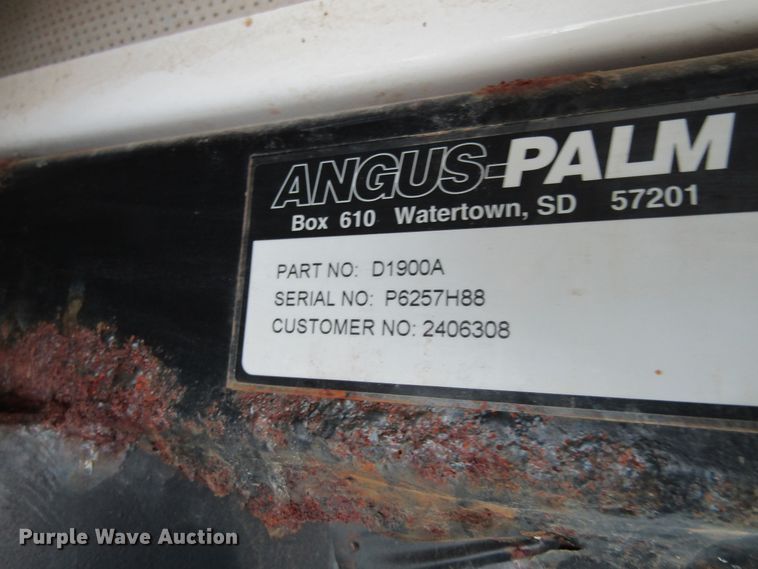 ANGUS-PALM
Box 610 Watertown, SD 57201
PART NO: D1900A
SERIAL NO: P6257H88
CUSTOMER NO: 2406308
Purple Wave Auction®